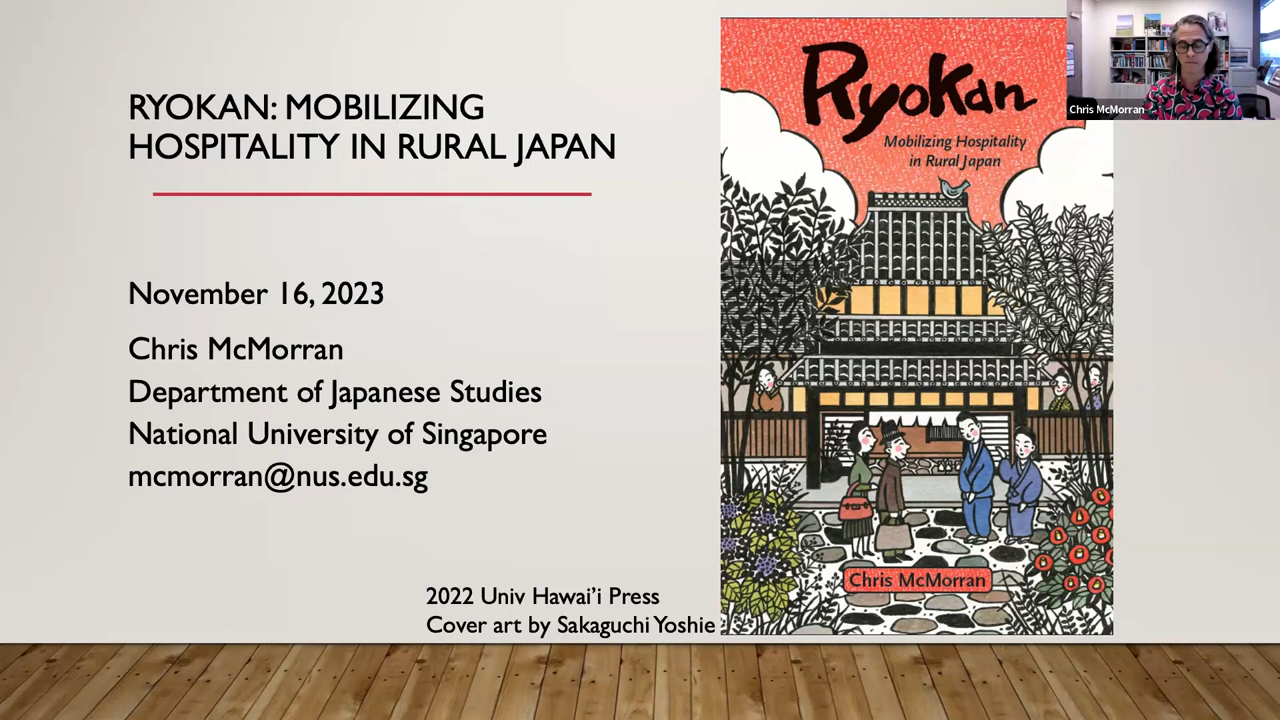 RYOKAN: MOBILIZING
HOSPITALITY IN RURAL JAPAN
November 16, 2023
Chris McMorran
Department of Japanese Studies
National University of Singapore
mcmorran@nus.edu.sg
2022 Univ Hawai’i Press
Cover art by Sakaguchi Yoshie
Ryokan
Mobilizing Hospitality
in Rural Japan
Chris McMorran
Chris McMorran